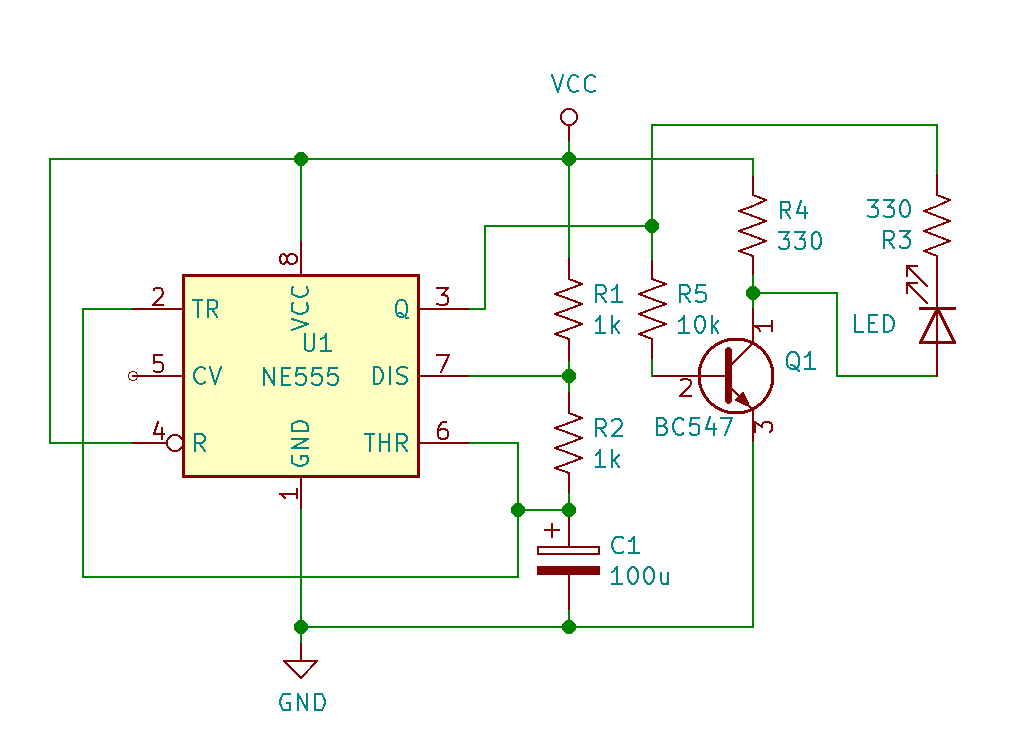 VCC
R4
330
330
R3
8
2
TR
VCC
Q
3
R1
1k
R5
10k
LED
1
U1
5
CV
NE555
DIS
7
Q1
2
4
R
GND
THR
6
R2
1k
BC547
3
1
+
C1
100u
GND